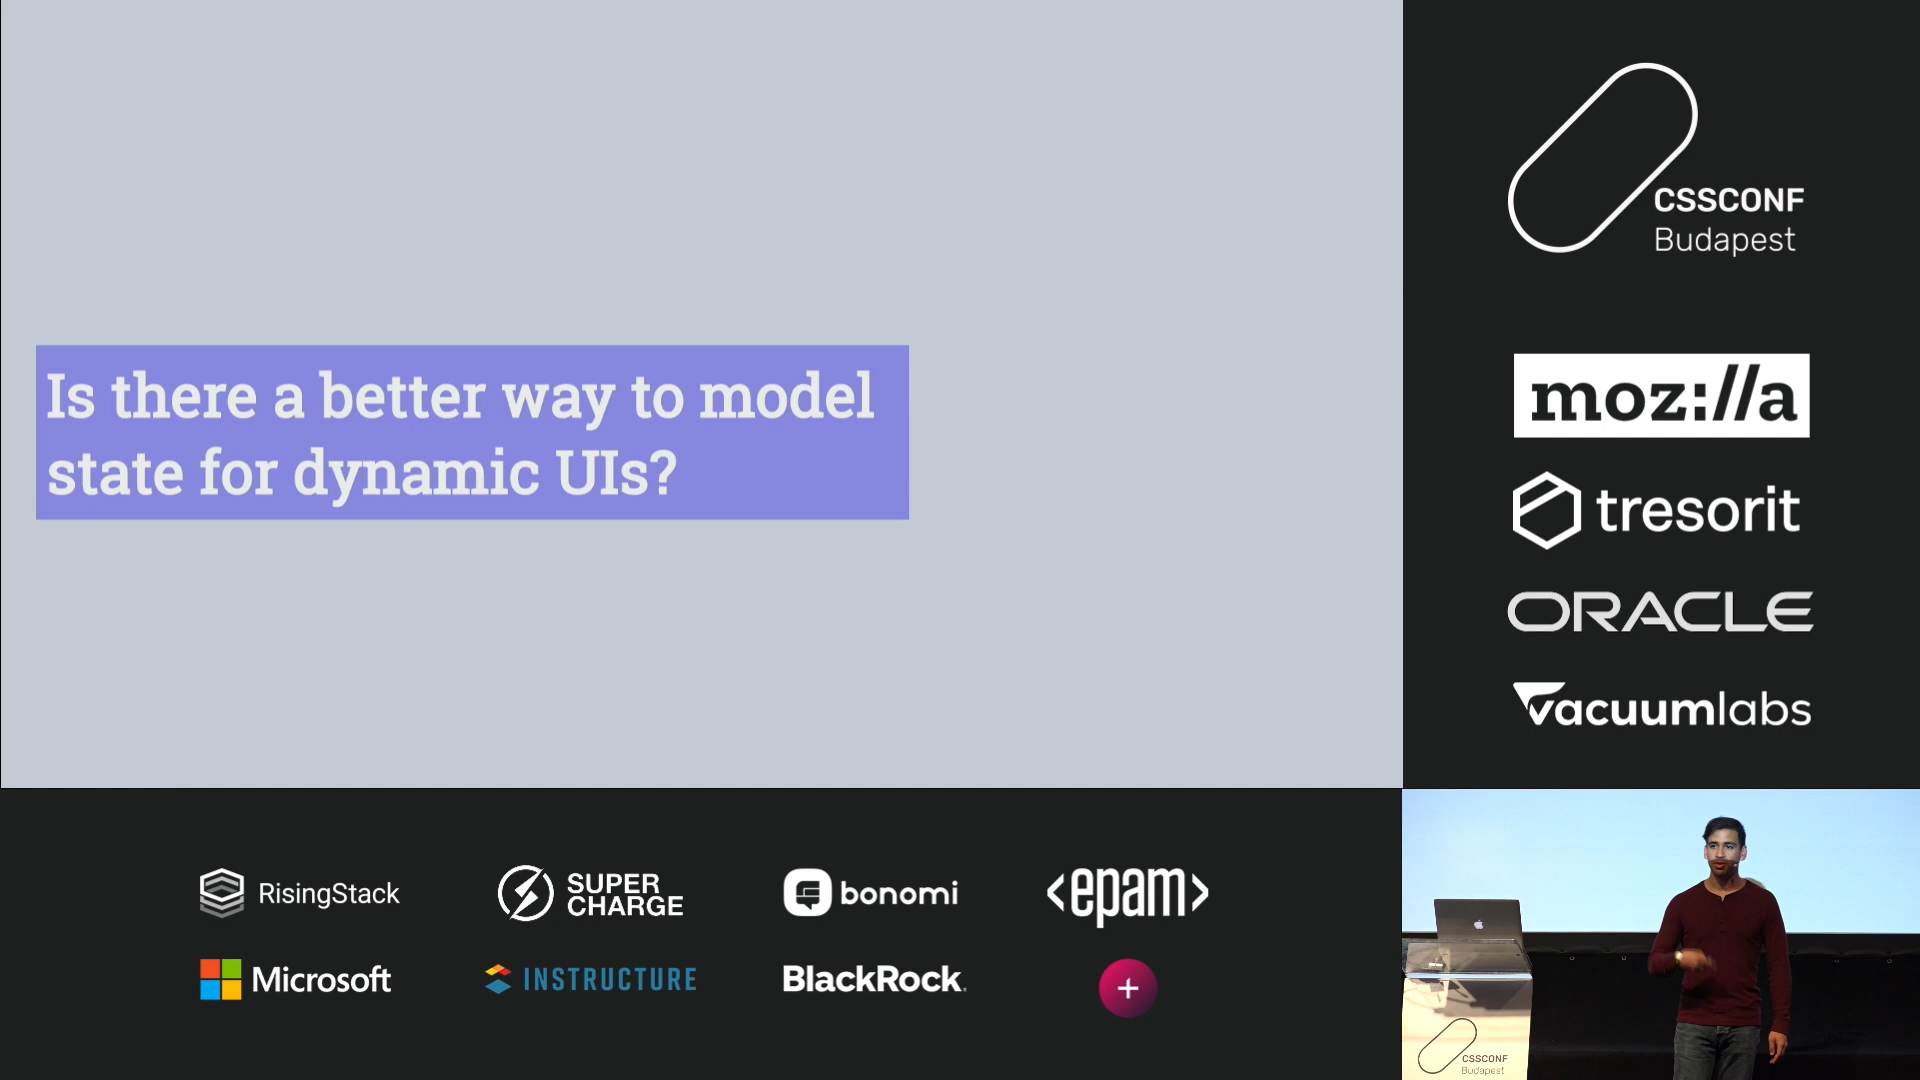 Is there a better way to model
state for dynamic UIs?
CSSCONF
Budapest
moz://a
tresorit
ORACLE
vacuumlabs
RisingStack
SUPER
CHARGE
bonomi
<epam>
Microsoft
INSTRUCTURE
BlackRock.
+
CSSCONF
Budapest